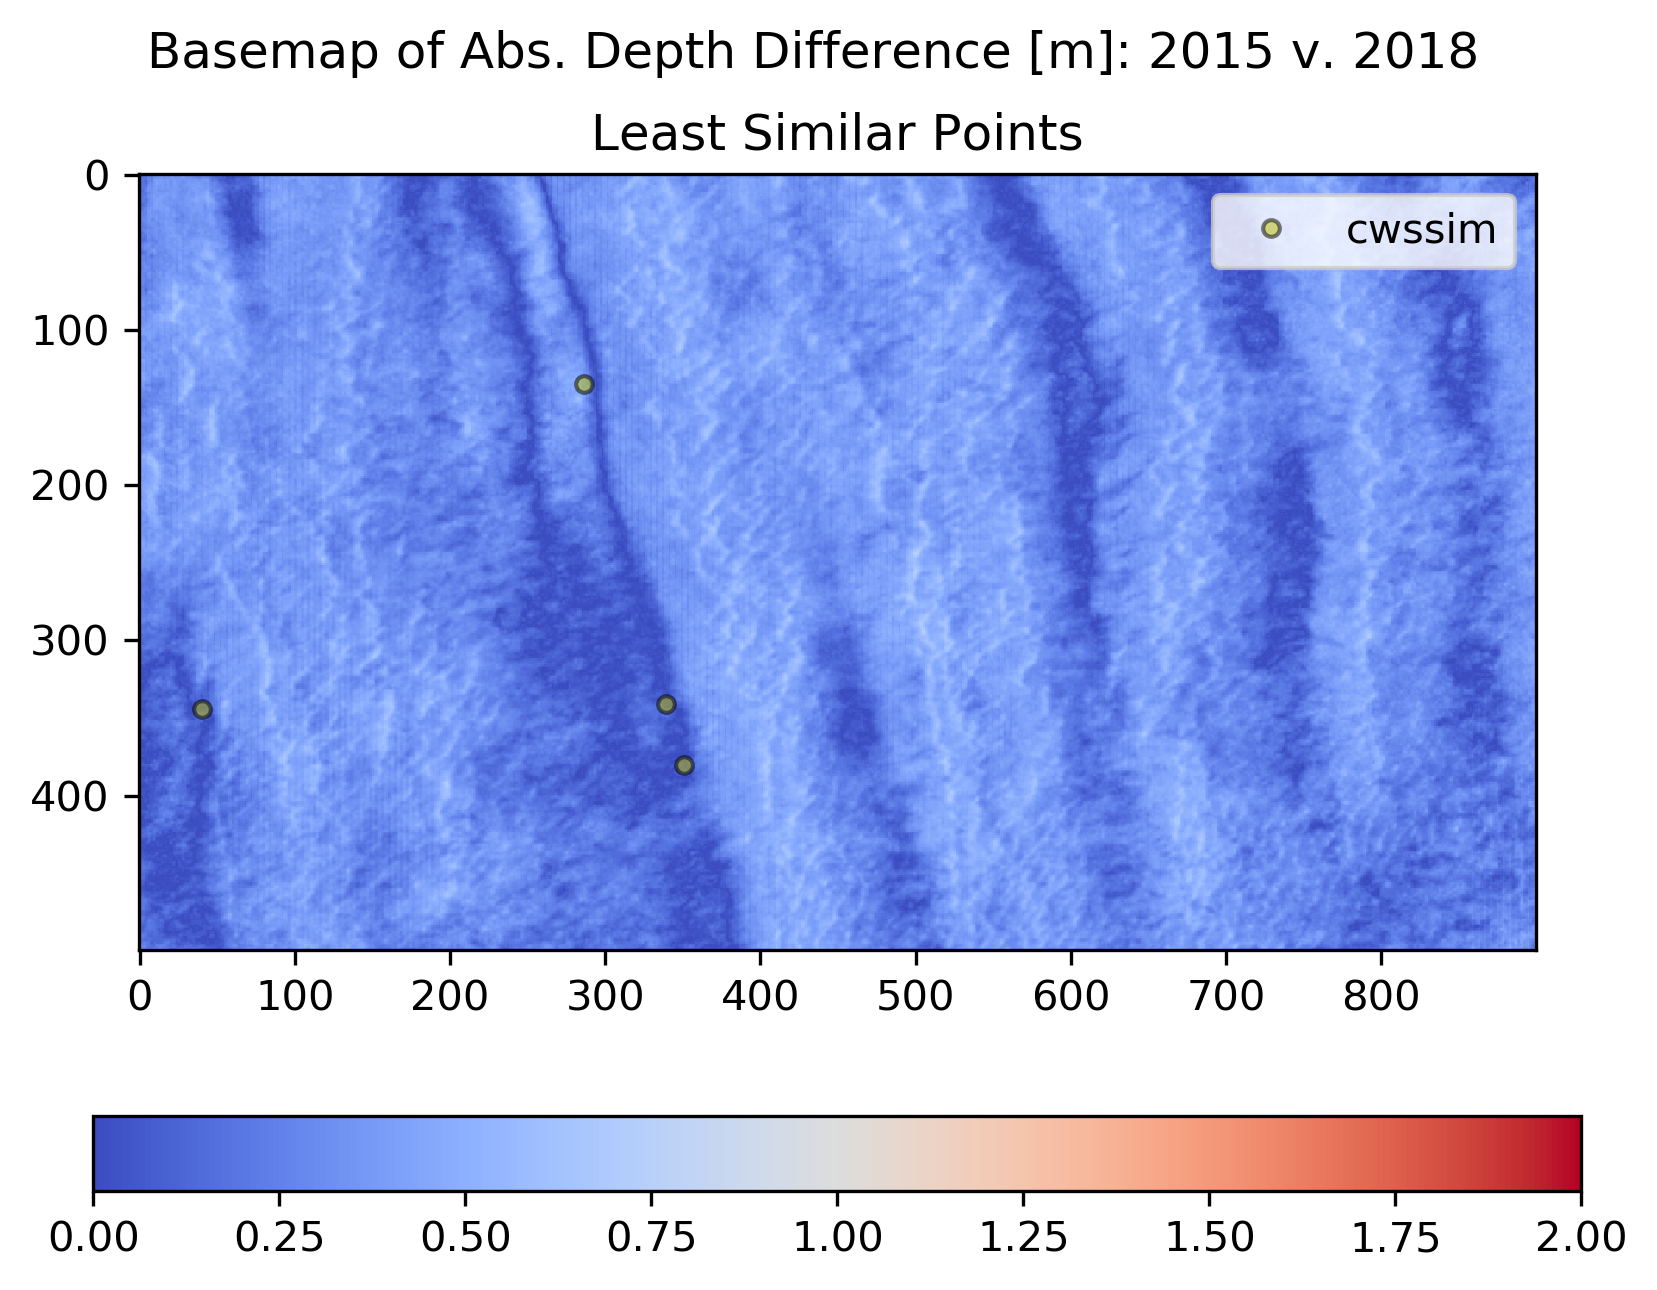 Basemap of Abs. Depth Difference [m]: 2015 v. 2018
Least Similar Points
cwssim
0
100
200
300
400
0 100 200 300 400 500 600 700 800
0.00 0.25 0.50 0.75 1.00 1.25 1.50 1.75 2.00